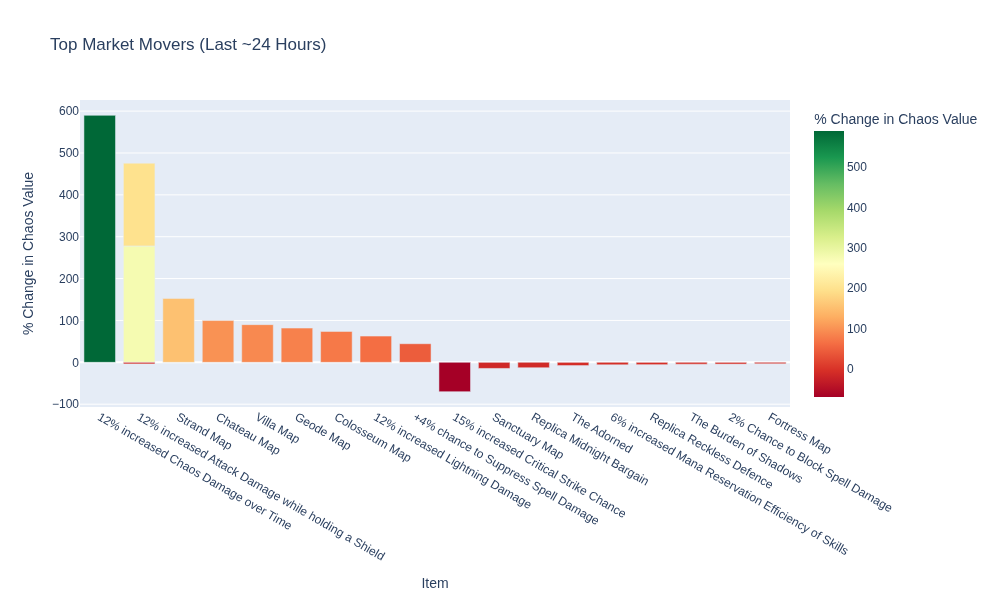 Top Market Movers (Last ~24 Hours)
% Change in Chaos Value
600
500
400
300
200
100
0
−100
% Change in Chaos Value
500
400
300
200
100
0
12% increased Chaos Damage over Time
12% increased Attack Damage while holding a Shield
Strand Map
Chateau Map
Villa Map
Geode Map
Colosseum Map
12% increased Lightning Damage
+4% chance to Suppress Spell Damage
15% increased Critical Strike Chance
Sanctuary Map
Replica Midnight Bargain
The Adorned
6% increased Mana Reservation Efficiency of Skills
Replica Reckless Defence
The Burden of Shadows
2% Chance to Block Spell Damage
Fortress Map
Item